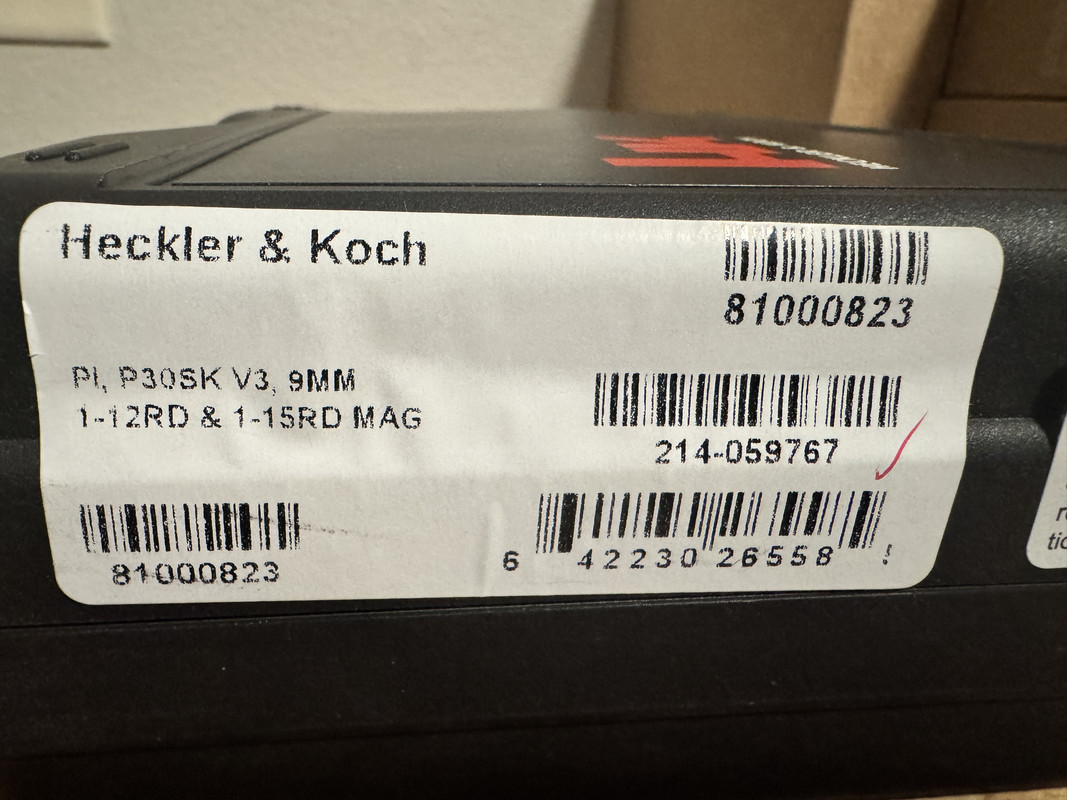 Heckler & Koch
81000823
PI, P30SK V3, 9MM
1-12RD & 1-15RD MAG
214-059767
81000823
6 42230 26558